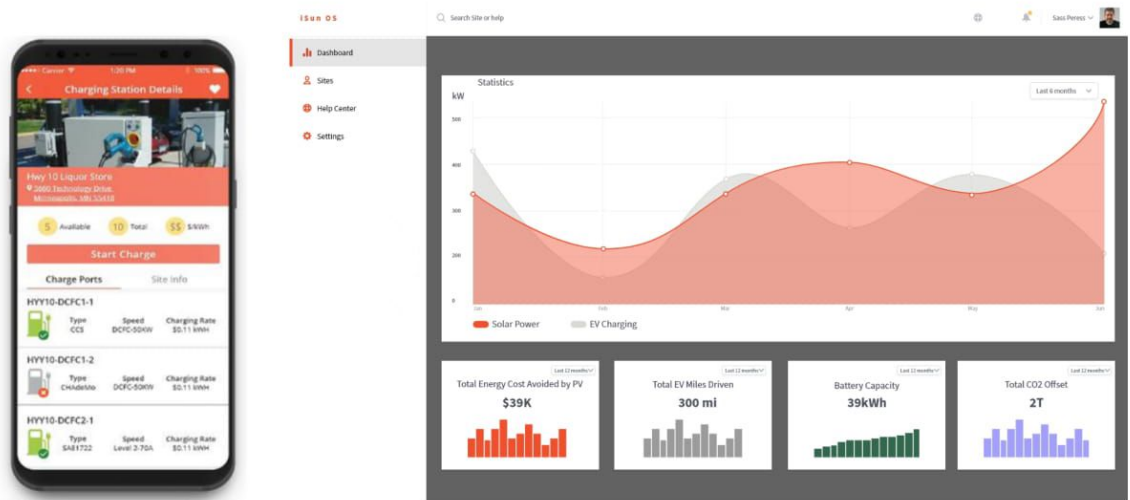 Carrier 1:20 PM 100%
Charging Station Details
Hwy 10 Liquor Store
3880 Technology Drive
Minneapolis, MN 55418
5 Available 10 Total $$ $/kWh
Start Charge
Charge Ports Site Info
HYY10-DCFC1-1
Type Speed Charging Rate
CCS DCFC-50KW $0.11 kWH
HYY10-DCFC1-2
Type Speed Charging Rate
CHAdeMo DCFC-50KW $0.11 kWH
HYY10-DCFC2-1
Type Speed Charging Rate
SAE1722 Level 2-70A $0.11 kWH
iSun OS
Search Site or help
Sass Peress
Dashboard
Sites
Help Center
Settings
Statistics
kW
Last 6 months
500
400
300
200
0
Jan Feb Mar Apr May Jun
Solar Power EV Charging
Last 12 months
Total Energy Cost Avoided by PV
$39K
Last 12 months
Total EV Miles Driven
300 mi
Last 12 months
Battery Capacity
39kWh
Last 12 months
Total CO2 Offset
2T